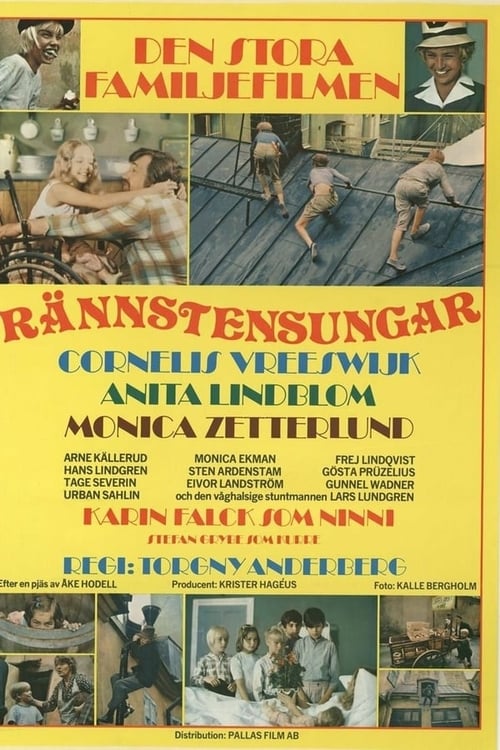 DEN STORA
FAMILJEFILMEN
RÄNNSTENSUNGAR
CORNELIS VREESWIJK
ANITA LINDBLOM
MONICA ZETTERLUND
ARNE KÄLLERUD
HANS LINDGREN
TAGE SEVERIN
URBAN SAHLIN
MONICA EKMAN
STEN ARDENSTAM
EIVOR LANDSTRÖM
och den våghalsige stuntmannen LARS LUNDGREN
FREJ LINDQVIST
GÖSTA PRÜZELIUS
GUNNEL WADNER
KARIN FALCK SOM NINNI
STEFAN GRYBE SOM KURRE
REGI: TORGNY ANDERBERG
Efter en pjäs av ÅKE HODELL
Producent: KRISTER HAGÉUS
Foto: KALLE BERGHOLM
Distribution: PALLAS FILM AB